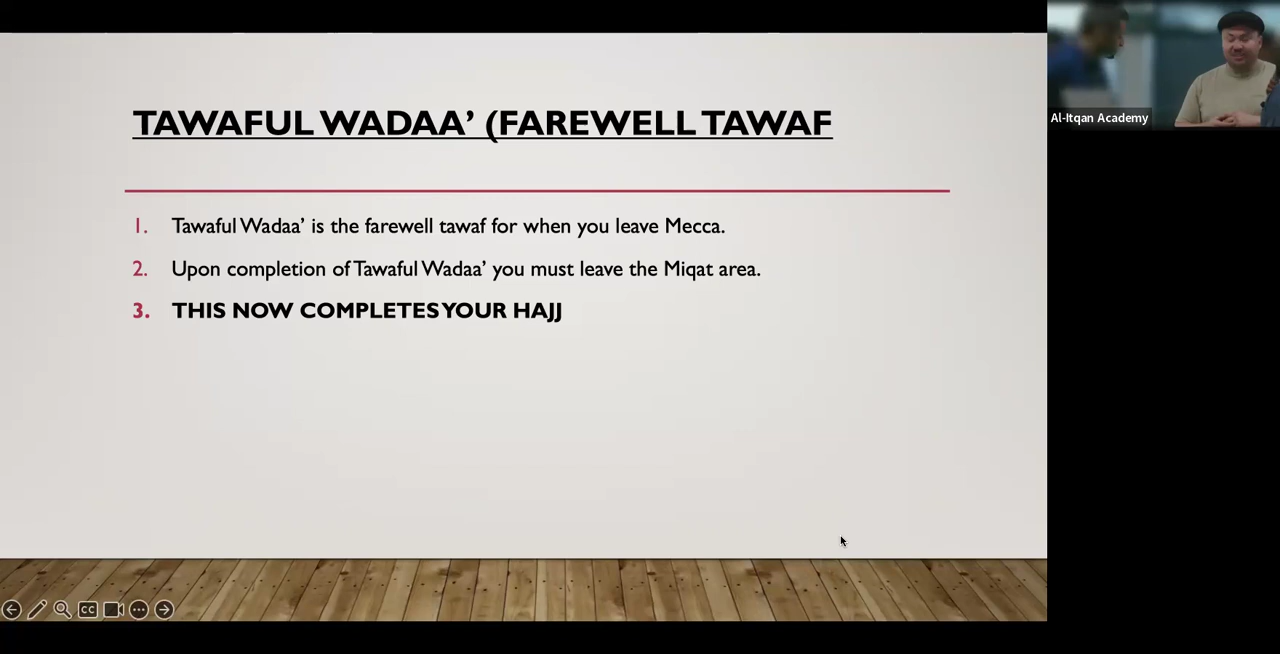 TAWAFUL WADAA’ (FAREWELL TAWAF
1. Tawaful Wadaa’ is the farewell tawaf for when you leave Mecca.
2. Upon completion of Tawaful Wadaa’ you must leave the Miqat area.
3. THIS NOW COMPLETES YOUR HAJJ
Al-Itqan Academy
CC